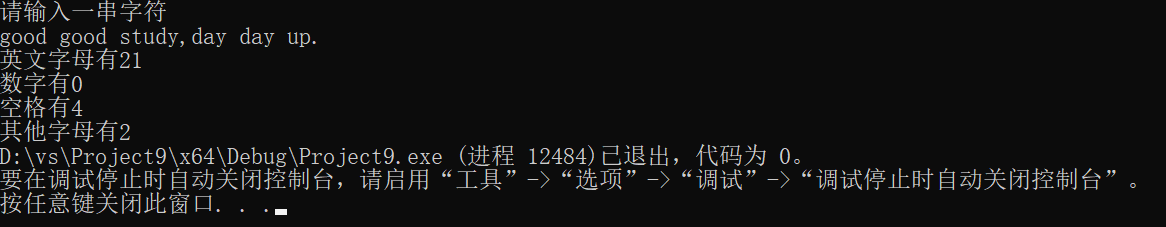 请输入一串字符
good good study,day day up.
英文字母有21
数字有0
空格有4
其他字母有2
D:\vs\Project9\x64\Debug\Project9.exe (进程 12484)已退出，代码为 0。
要在调试停止时自动关闭控制台，请启用“工具”->“选项”->“调试”->“调试停止时自动关闭控制台”。
按任意键关闭此窗口. . .